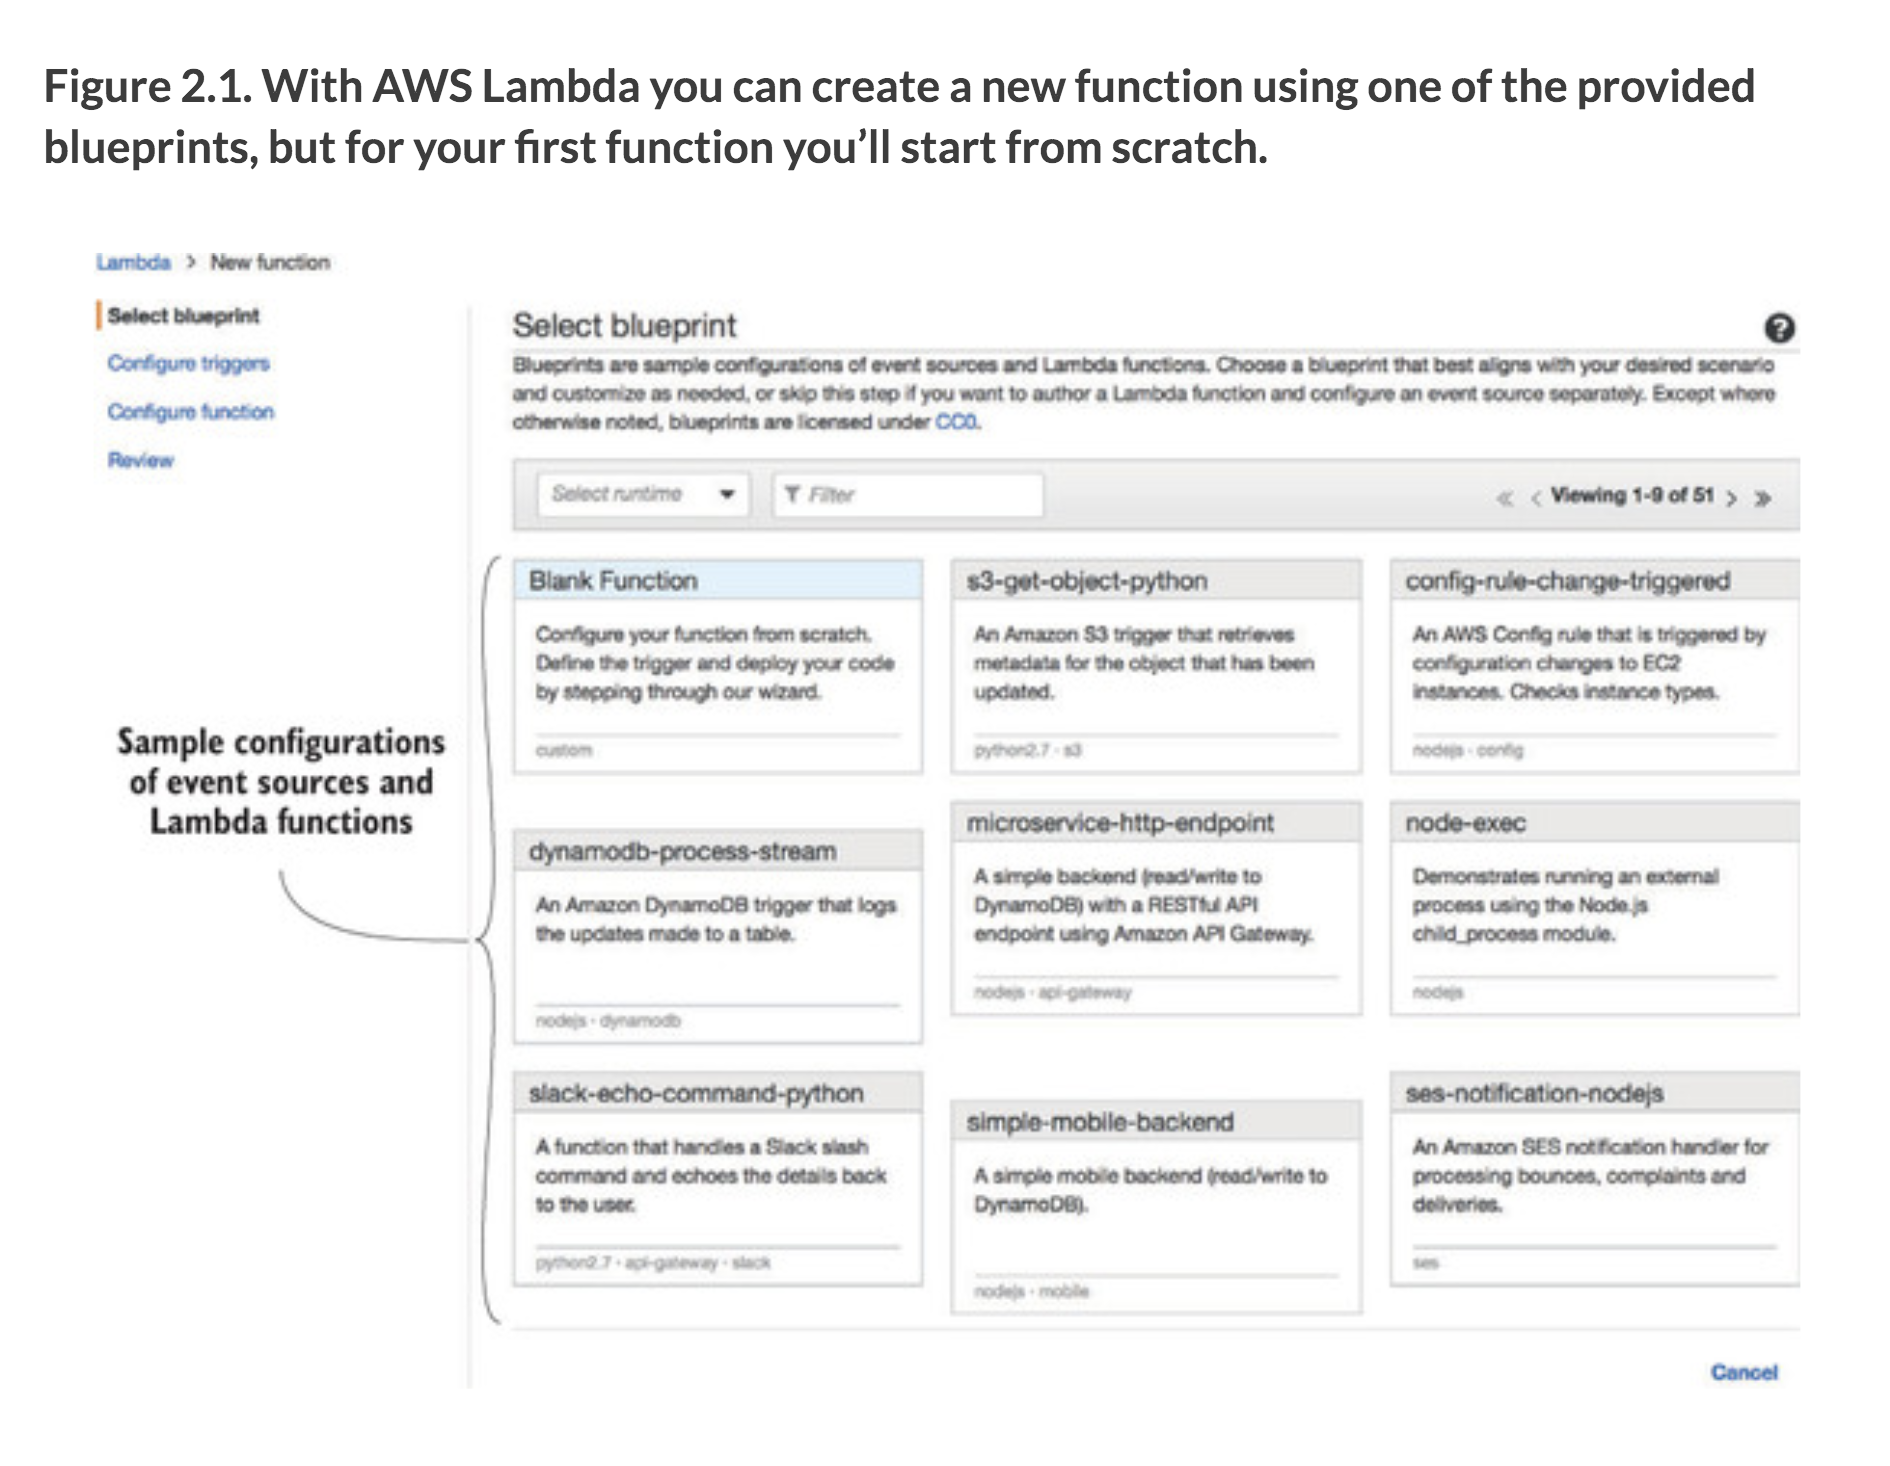 Figure 2.1. With AWS Lambda you can create a new function using one of the provided
blueprints, but for your first function you’ll start from scratch.
Lambda > New function
Select blueprint
Configure triggers
Configure function
Review
Select blueprint
?
Blueprints are sample configurations of event sources and Lambda functions. Choose a blueprint that best aligns with your desired scenario
and customize as needed, or skip this step if you want to author a Lambda function and configure an event source separately. Except where
otherwise noted, blueprints are licensed under CC0.
Select runtime
Filter
« < Viewing 1-9 of 51 > »
Sample configurations
of event sources and
Lambda functions
Blank Function
Configure your function from scratch.
Define the trigger and deploy your code
by stepping through our wizard.
custom
s3-get-object-python
An Amazon S3 trigger that retrieves
metadata for the object that has been
updated.
python2.7 · s3
config-rule-change-triggered
An AWS Config rule that is triggered by
configuration changes to EC2
instances. Checks instance types.
nodejs · config
dynamodb-process-stream
An Amazon DynamoDB trigger that logs
the updates made to a table.
nodejs · dynamodb
microservice-http-endpoint
A simple backend (read/write to
DynamoDB) with a RESTful API
endpoint using Amazon API Gateway.
nodejs · api-gateway
node-exec
Demonstrates running an external
process using the Node.js
child_process module.
nodejs
slack-echo-command-python
A function that handles a Slack slash
command and echoes the details back
to the user.
python2.7 · api-gateway · slack
simple-mobile-backend
A simple mobile backend (read/write to
DynamoDB).
nodejs · mobile
ses-notification-nodejs
An Amazon SES notification handler for
processing bounces, complaints and
deliveries.
ses
Cancel